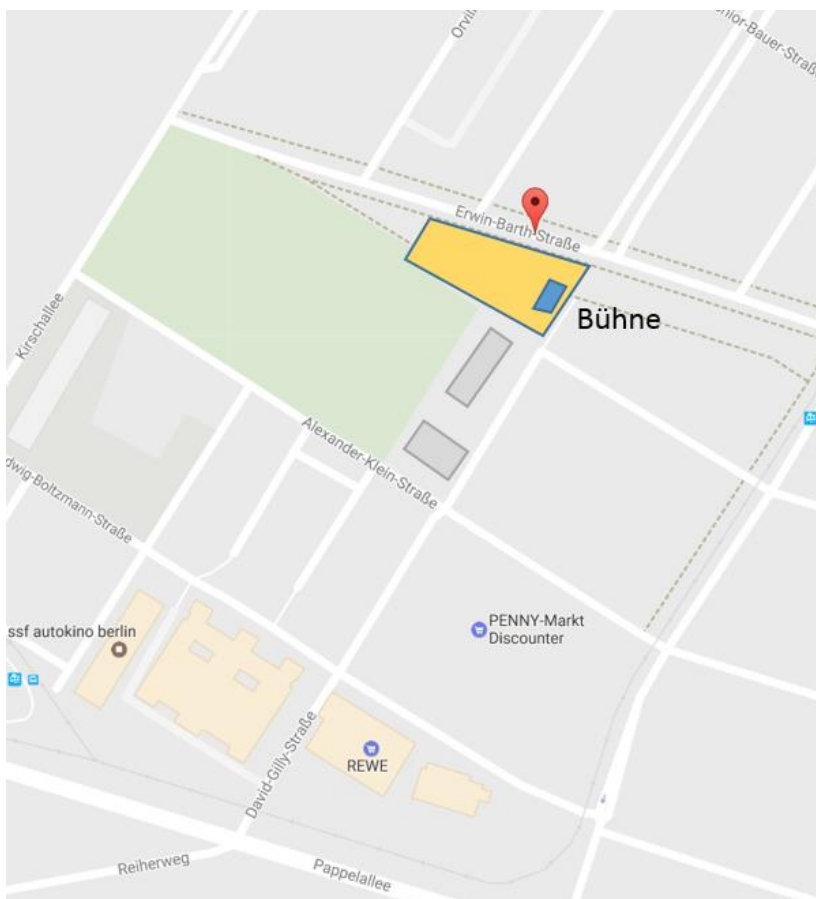 nior-Bauer-Straße
Orvil
Erwin-Barth-Straße
Bühne
Kirschallee
Alexander-Klein-Straße
dwig-Boltzmann-Straße
PENNY-Markt
Discounter
ssf autokino berlin
David-Gilly-Straße
REWE
Reiherweg
Pappelallee